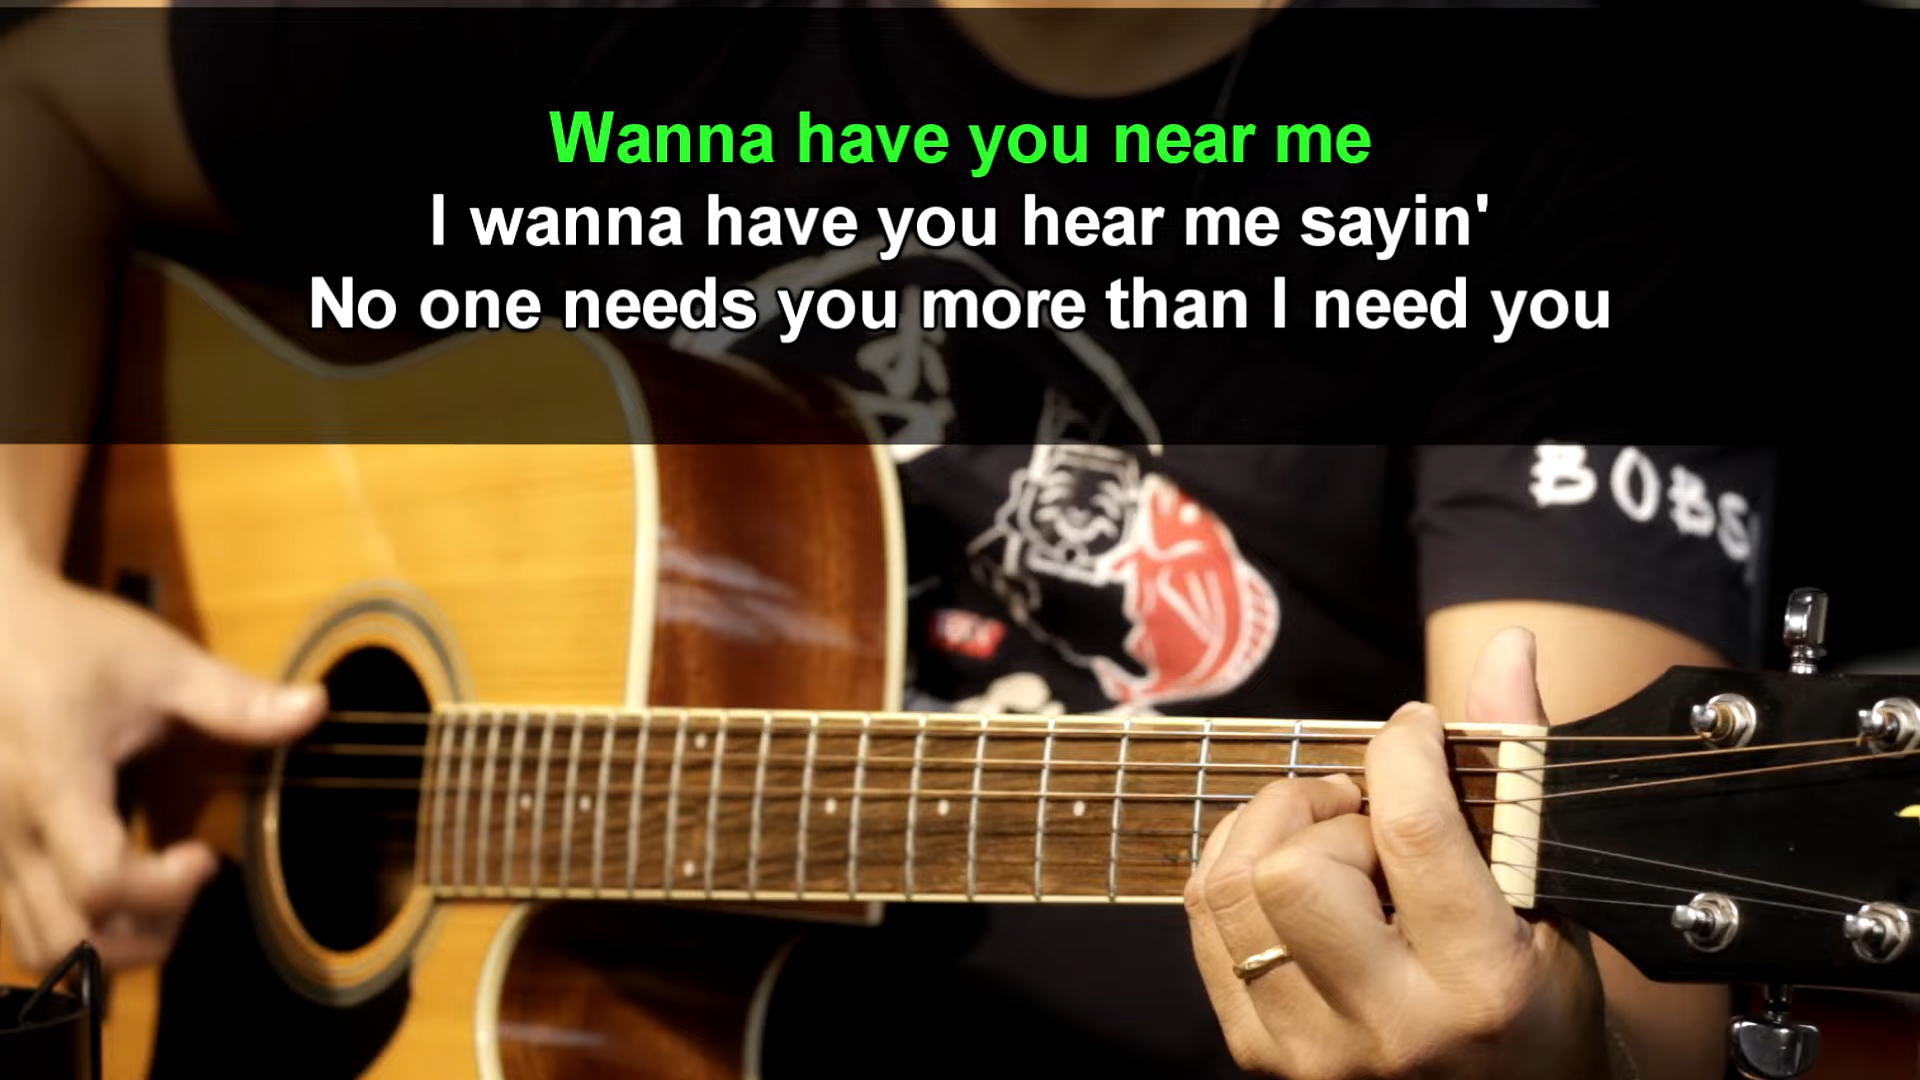 Wanna have you near me
I wanna have you hear me sayin'
No one needs you more than I need you
BOBS